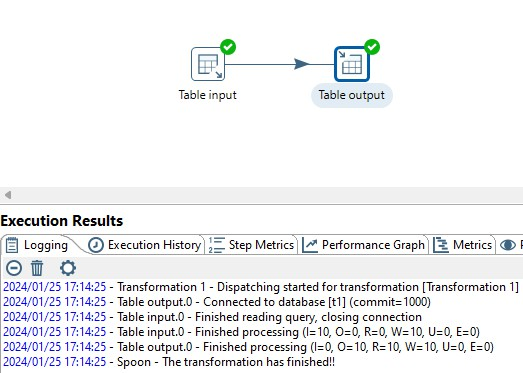 Table input
Table output
Execution Results
Logging
Execution History
Step Metrics
Performance Graph
Metrics
2024/01/25 17:14:25 - Transformation 1 - Dispatching started for transformation [Transformation 1]
2024/01/25 17:14:25 - Table output.0 - Connected to database [t1] (commit=1000)
2024/01/25 17:14:25 - Table input.0 - Finished reading query, closing connection
2024/01/25 17:14:25 - Table input.0 - Finished processing (I=10, O=0, R=0, W=10, U=0, E=0)
2024/01/25 17:14:25 - Table output.0 - Finished processing (I=0, O=10, R=10, W=10, U=0, E=0)
2024/01/25 17:14:25 - Spoon - The transformation has finished!!